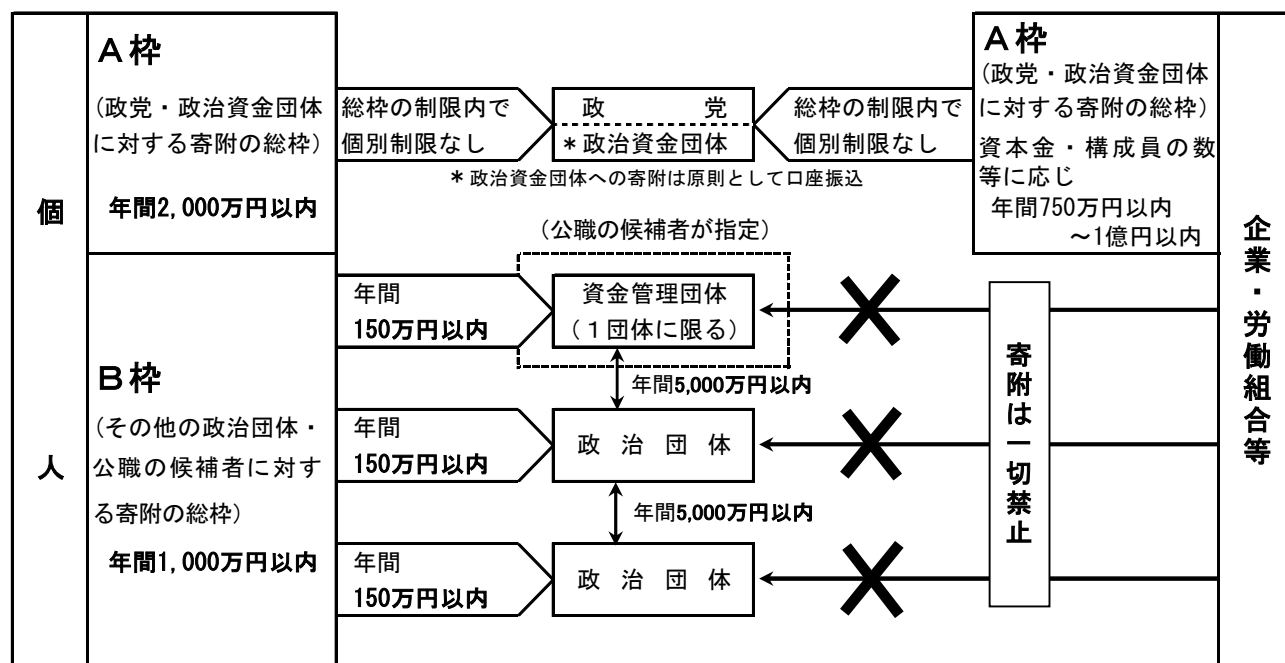 個人
A枠
（政党・政治資金団体
に対する寄附の総枠）
年間2,000万円以内
総枠の制限内で
個別制限なし
政党
＊政治資金団体
総枠の制限内で
個別制限なし
A枠
（政党・政治資金団体
に対する寄附の総枠）
資本金・構成員の数
等に応じ
年間750万円以内
～1億円以内
＊政治資金団体への寄附は原則として口座振込
企業・労働組合等
（公職の候補者が指定）
年間
150万円以内
資金管理団体
（１団体に限る）
寄附は一切禁止
年間5,000万円以内
B枠
（その他の政治団体・
公職の候補者に対す
る寄附の総枠）
年間1,000万円以内
年間
150万円以内
政治団体
年間5,000万円以内
年間
150万円以内
政治団体